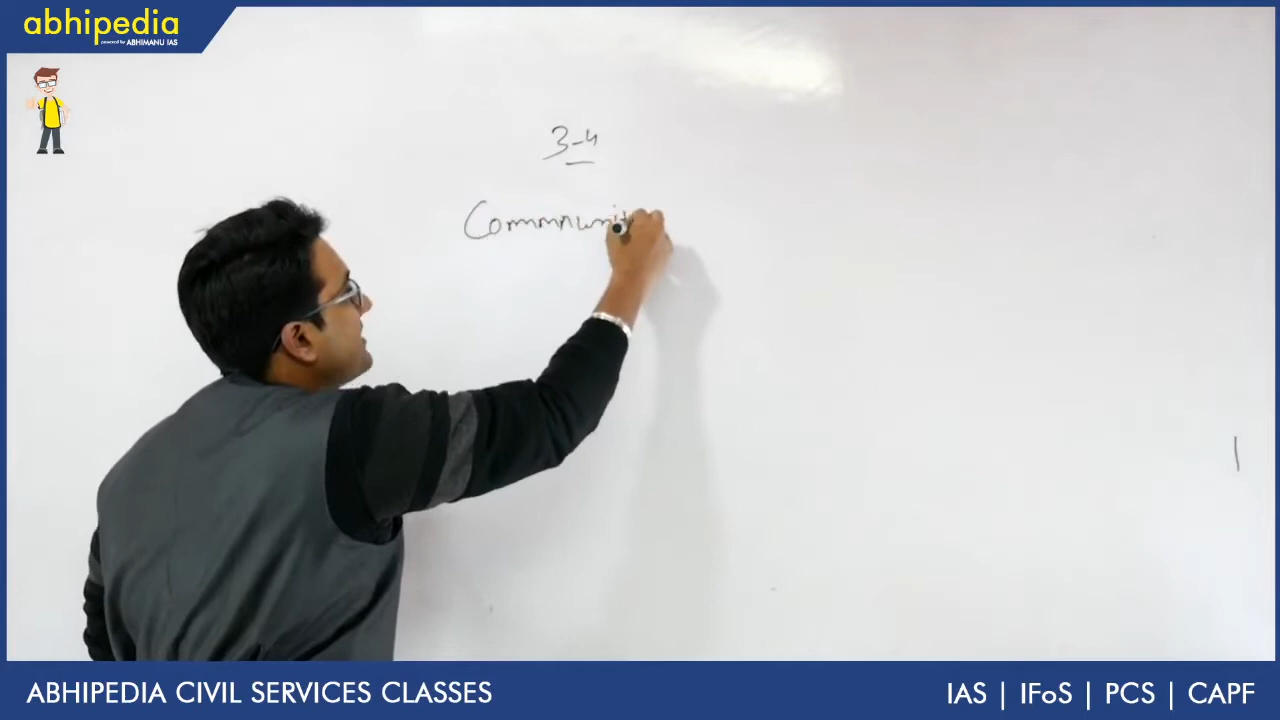 abhipedia
powered by ABHIMANU IAS
3-4
ABHIPEDIA CIVIL SERVICES CLASSES
IAS | IFoS | PCS | CAPF